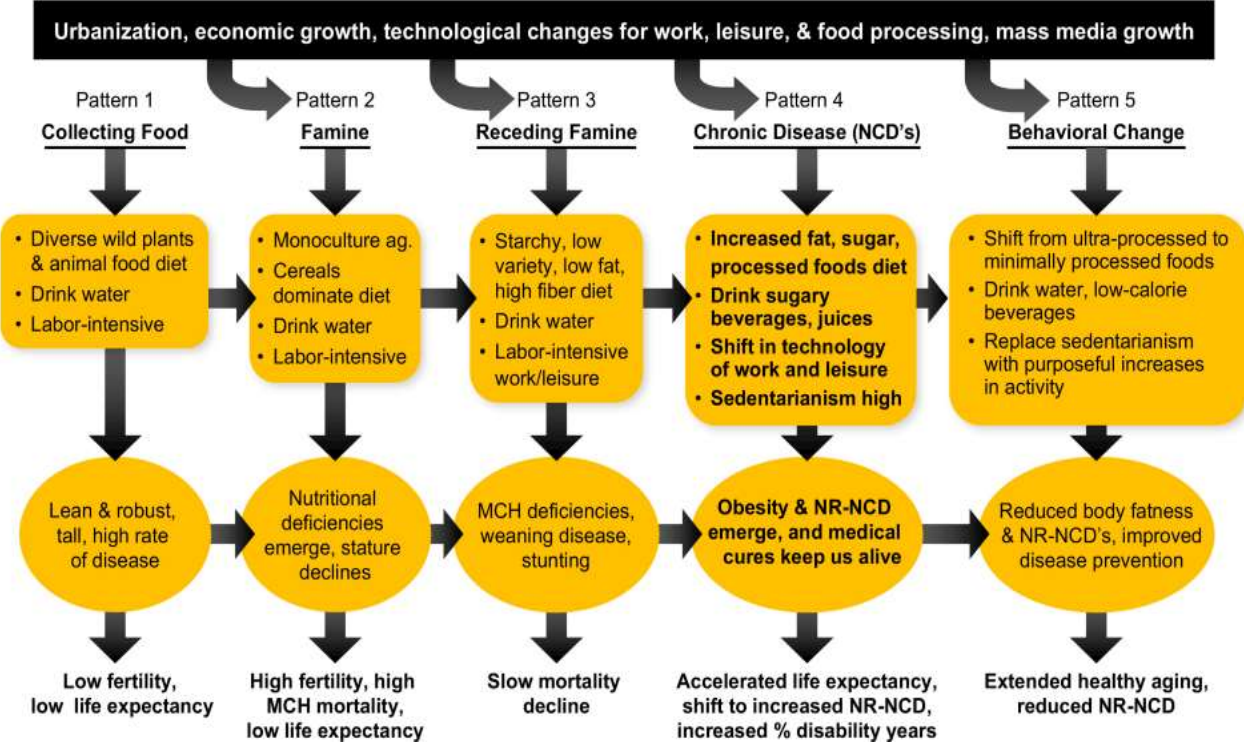 Urbanization, economic growth, technological changes for work, leisure, & food processing, mass media growth
Pattern 1
Collecting Food
Pattern 2
Famine
Pattern 3
Receding Famine
Pattern 4
Chronic Disease (NCD's)
Pattern 5
Behavioral Change
• Diverse wild plants
& animal food diet
• Drink water
• Labor-intensive
• Monoculture ag.
• Cereals
dominate diet
• Drink water
• Labor-intensive
• Starchy, low
variety, low fat,
high fiber diet
• Drink water
• Labor-intensive
work/leisure
• Increased fat, sugar,
processed foods diet
• Drink sugary
beverages, juices
• Shift in technology
of work and leisure
• Sedentarianism high
• Shift from ultra-processed to
minimally processed foods
• Drink water, low-calorie
beverages
• Replace sedentarianism
with purposeful increases
in activity
Lean & robust,
tall, high rate
of disease
Nutritional
deficiencies
emerge, stature
declines
MCH deficiencies,
weaning disease,
stunting
Obesity & NR-NCD
emerge, and medical
cures keep us alive
Reduced body fatness
& NR-NCD's, improved
disease prevention
Low fertility,
low life expectancy
High fertility, high
MCH mortality,
low life expectancy
Slow mortality
decline
Accelerated life expectancy,
shift to increased NR-NCD,
increased % disability years
Extended healthy aging,
reduced NR-NCD